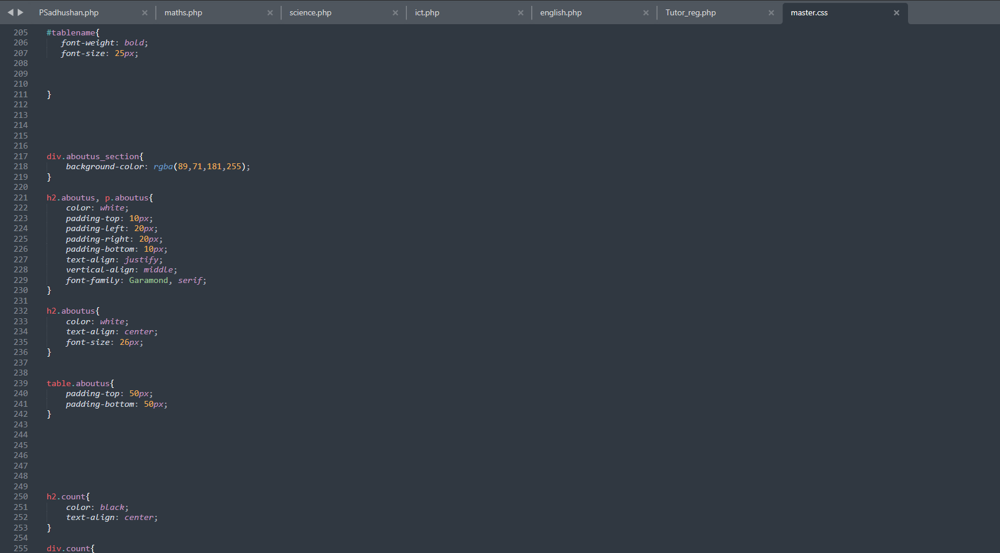 PSadhushan.php × maths.php × science.php × ict.php × english.php × Tutor_reg.php × master.css ×
205 #tablename{
206 font-weight: bold;
207 font-size: 25px;
208
209
210
211 }
212
213
214
215
216
217 div.aboutus_section{
218 background-color: rgba(89,71,181,255);
219 }
220
221 h2.aboutus, p.aboutus{
222 color: white;
223 padding-top: 10px;
224 padding-left: 20px;
225 padding-right: 20px;
226 padding-bottom: 10px;
227 text-align: justify;
228 vertical-align: middle;
229 font-family: Garamond, serif;
230 }
231
232 h2.aboutus{
233 color: white;
234 text-align: center;
235 font-size: 26px;
236 }
237
238
239 table.aboutus{
240 padding-top: 50px;
241 padding-bottom: 50px;
242 }
243
244
245
246
247
248
249
250 h2.count{
251 color: black;
252 text-align: center;
253 }
254
255 div.count{